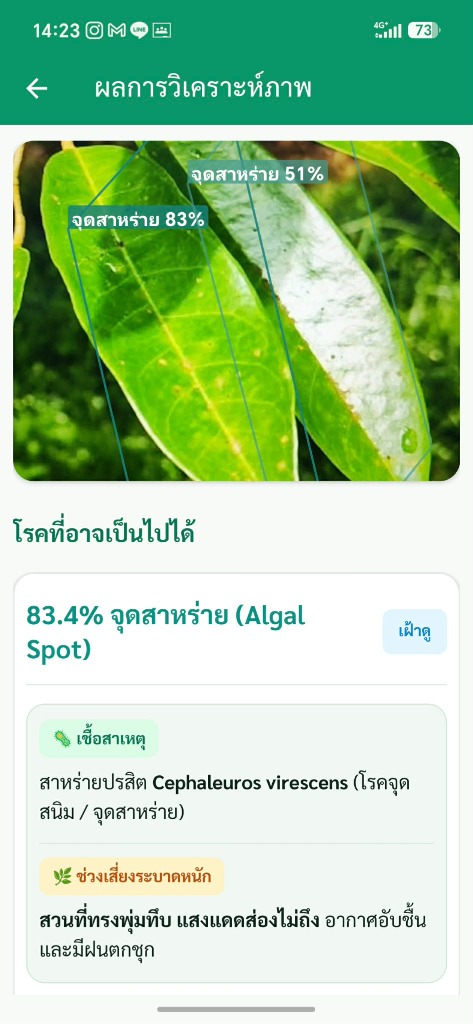 14:23 LINE 4G+ 73
ผลการวิเคราะห์ภาพ
จุดสาหร่าย 51%
จุดสาหร่าย 83%
โรคที่อาจเป็นไปได้
83.4% จุดสาหร่าย (Algal
Spot)
เฝ้าดู
🦠 เชื้อสาเหตุ
สาหร่ายปรสิต Cephaleuros virescens (โรคจุด
สนิม / จุดสาหร่าย)
🌿 ช่วงเสี่ยงระบาดหนัก
สวนที่ทรงพุ่มทึบ แสงแดดส่องไม่ถึง อากาศอับชื้น
และมีฝนตกชุก